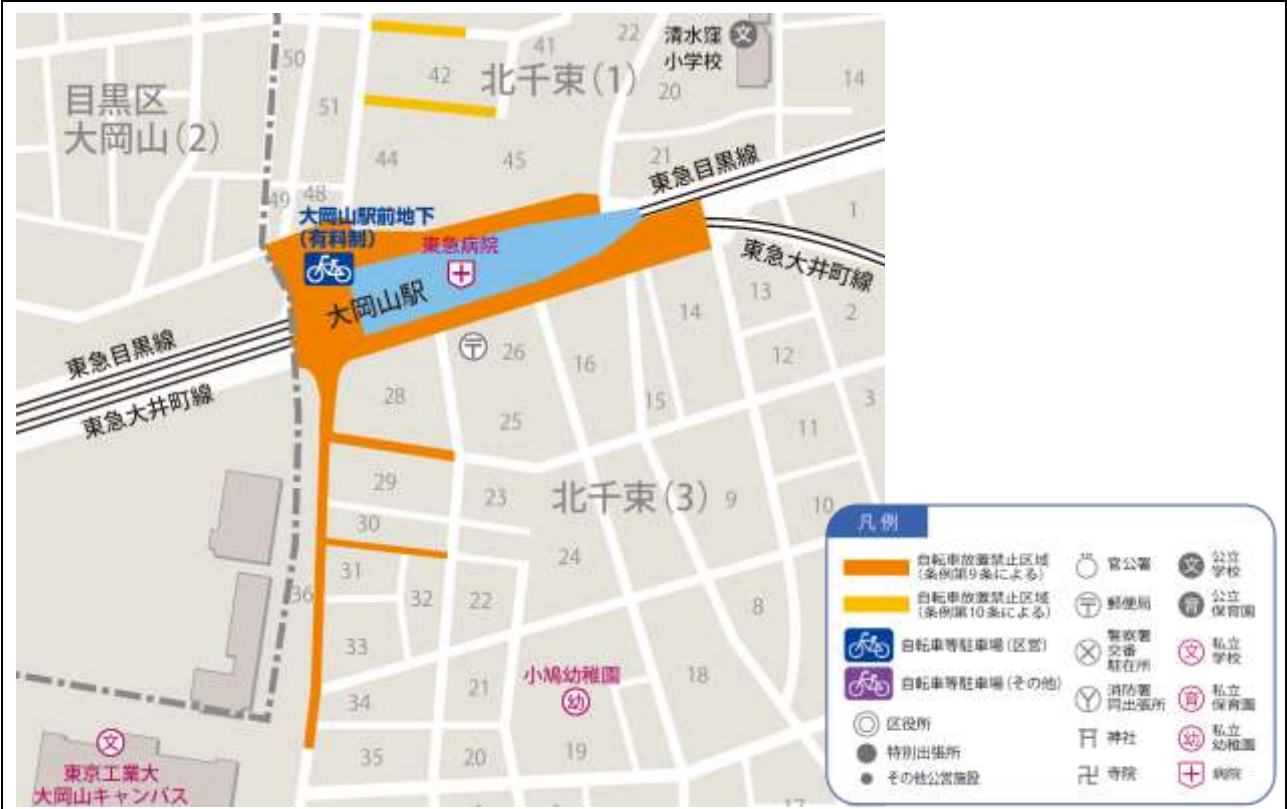 50
41
22
清水窪
小学校
文
42
北千束(1)
目黒区
大岡山(2)
51
20
14
44
45
21
東急目黒線
49
48
大岡山駅前地下
(有料制)
東急病院
1
東急大井町線
大岡山駅
13
14
2
東急目黒線
〒
26
16
12
東急大井町線
28
15
3
25
11
29
23
北千束(3)
9
10
30
24
31
36
32
22
8
33
小鳩幼稚園
幼
18
21
34
文
東京工業大
大岡山キャンパス
35
20
19
17
凡例
自転車放置禁止区域
(条例第9条による)
自転車放置禁止区域
(条例第10条による)
自転車等駐車場(区営)
自転車等駐車場(その他)
区役所
特別出張所
その他公営施設
官公署
〒
郵便局
警察署
交番
駐在所
消防署
同出張所
神社
卍
寺院
文
公立
学校
育
公立
保育園
文
私立
学校
育
私立
保育園
幼
私立
幼稚園
病院